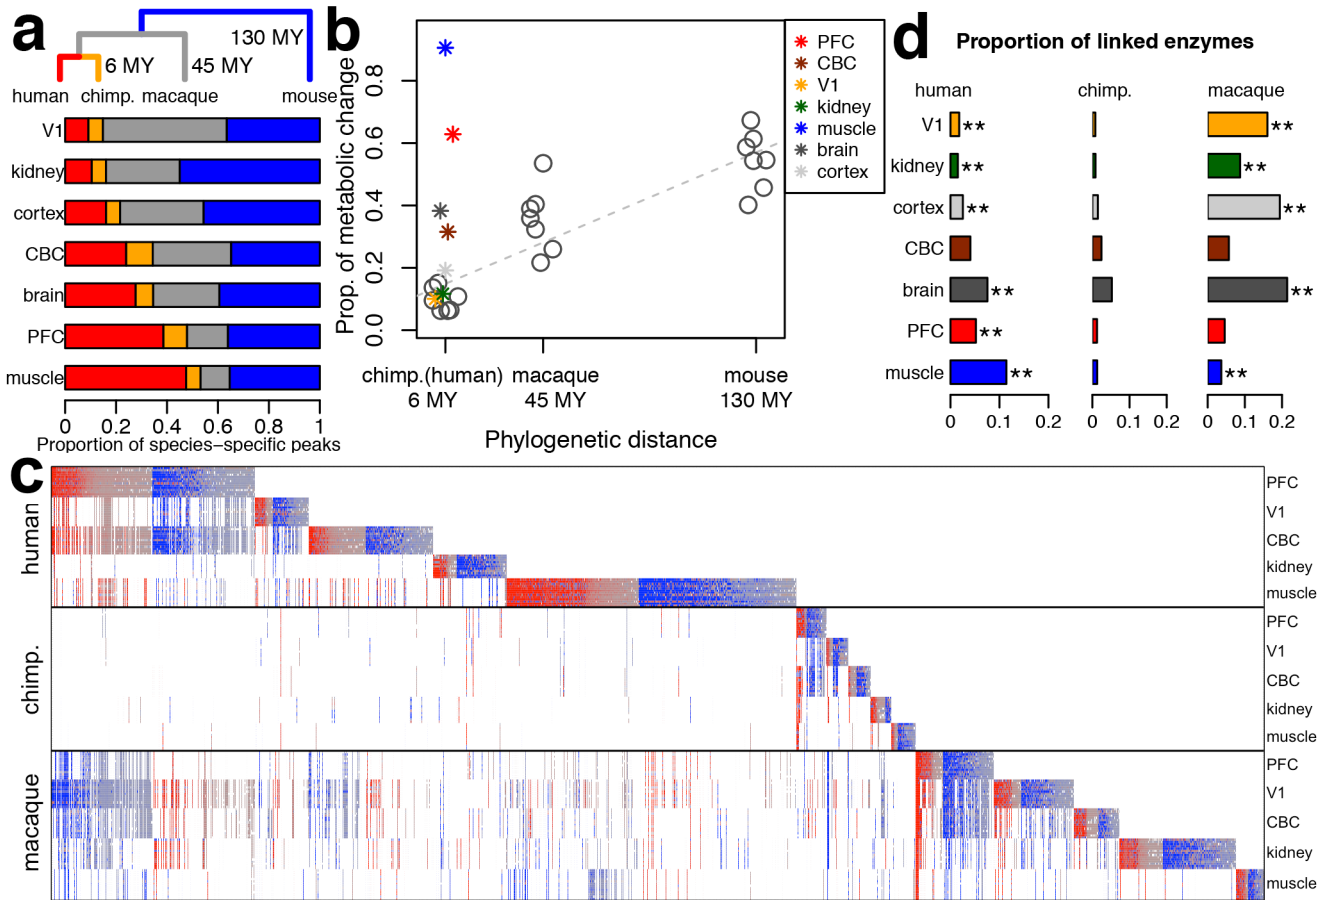 a
130 MY
6 MY
45 MY
human chimp. macaque mouse
V1
kidney
cortex
CBC
brain
PFC
muscle
0 0.2 0.4 0.6 0.8 1
Proportion of species–specific peaks
b
Prop. of metabolic change
0.8
0.6
0.4
0.2
0.0
chimp.(human) macaque mouse
6 MY 45 MY 130 MY
Phylogenetic distance
PFC
CBC
V1
kidney
muscle
brain
cortex
d
Proportion of linked enzymes
human chimp. macaque
V1 ** **
kidney ** **
cortex ** **
CBC
brain ** **
PFC **
muscle ** **
0 0.1 0.2 0 0.1 0.2 0 0.1 0.2
c
human
PFC
V1
CBC
kidney
muscle
chimp.
PFC
V1
CBC
kidney
muscle
macaque
PFC
V1
CBC
kidney
muscle